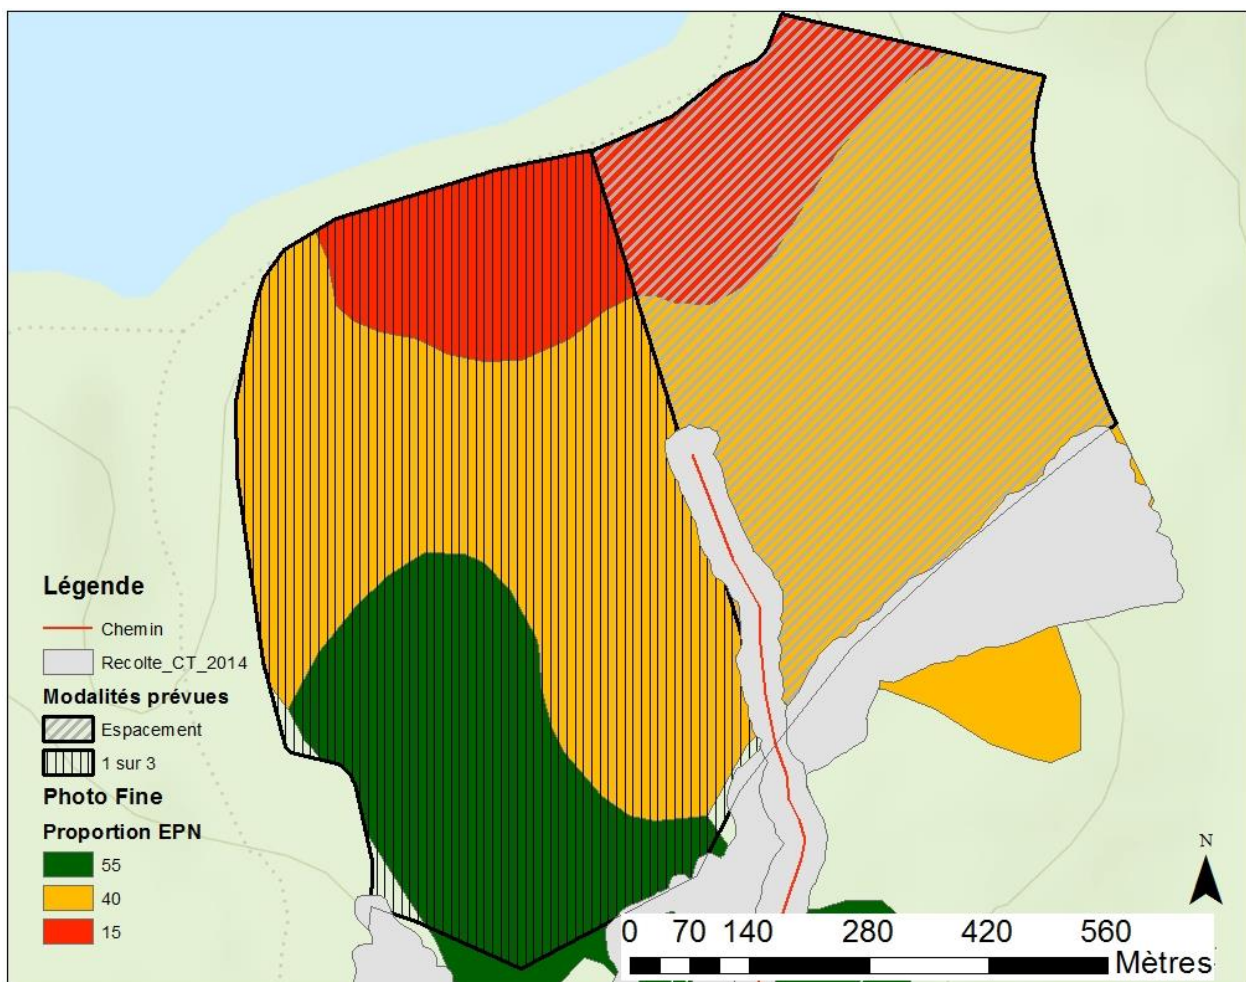 Légende
Chemin
Recolte_CT_2014
Modalités prévues
Espacement
1 sur 3
Photo Fine
Proportion EPN
55
40
15
N
0 70 140 280 420 560
Mètres